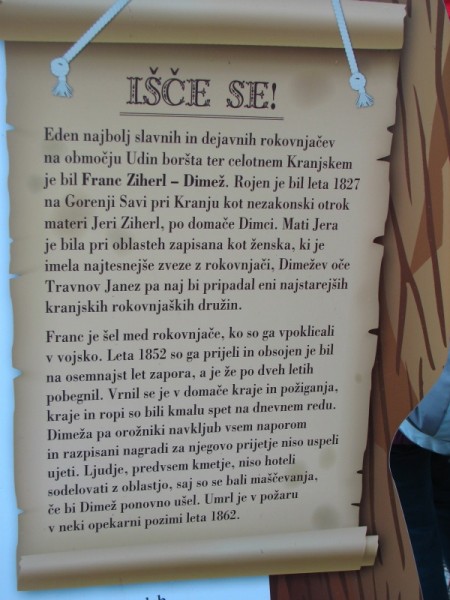 IŠČE SE!
Eden najbolj slavnih in dejavnih rokovnjačev
na območju Udin boršta ter celotnem Kranjskem
je bil Franc Ziherl – Dimež. Rojen je bil leta 1827
na Gorenji Savi pri Kranju kot nezakonski otrok
materi Jeri Ziherl, po domače Dimci. Mati Jera
je bila pri oblasteh zapisana kot ženska, ki je
imela najtesnejše zveze z rokovnjači, Dimežev oče
Travnov Janez pa naj bi pripadal eni najstarejših
kranjskih rokovnjaških družin.
Franc je šel med rokovnjače, ko so ga vpoklicali
v vojsko. Leta 1852 so ga prijeli in obsojen je bil
na osemnajst let zapora, a je že po dveh letih
pobegnil. Vrnil se je v domače kraje in požiganja,
kraje in ropi so bili kmalu spet na dnevnem redu.
Dimeža pa orožniki navkljub vsem naporom
in razpisani nagradi za njegovo prijetje niso uspeli
ujeti. Ljudje, predvsem kmetje, niso hoteli
sodelovati z oblastjo, saj so se bali maščevanja,
če bi Dimež ponovno ušel. Umrl je v požaru
v neki opekarni pozimi leta 1862.